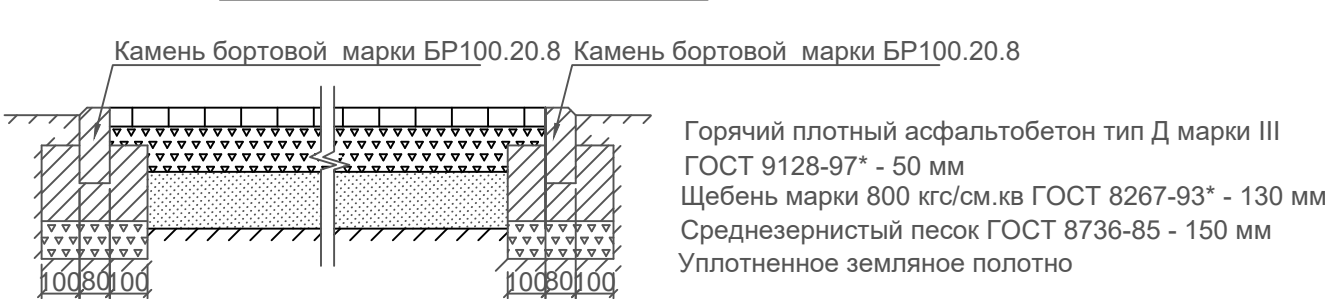 Камень бортовой марки БР100.20.8 Камень бортовой марки БР100.20.8
Горячий плотный асфальтобетон тип Д марки III
ГОСТ 9128-97* - 50 мм
Щебень марки 800 кгс/см.кв ГОСТ 8267-93* - 130 мм
Среднезернистый песок ГОСТ 8736-85 - 150 мм
Уплотненное земляное полотно
100 80 100 100 80 100